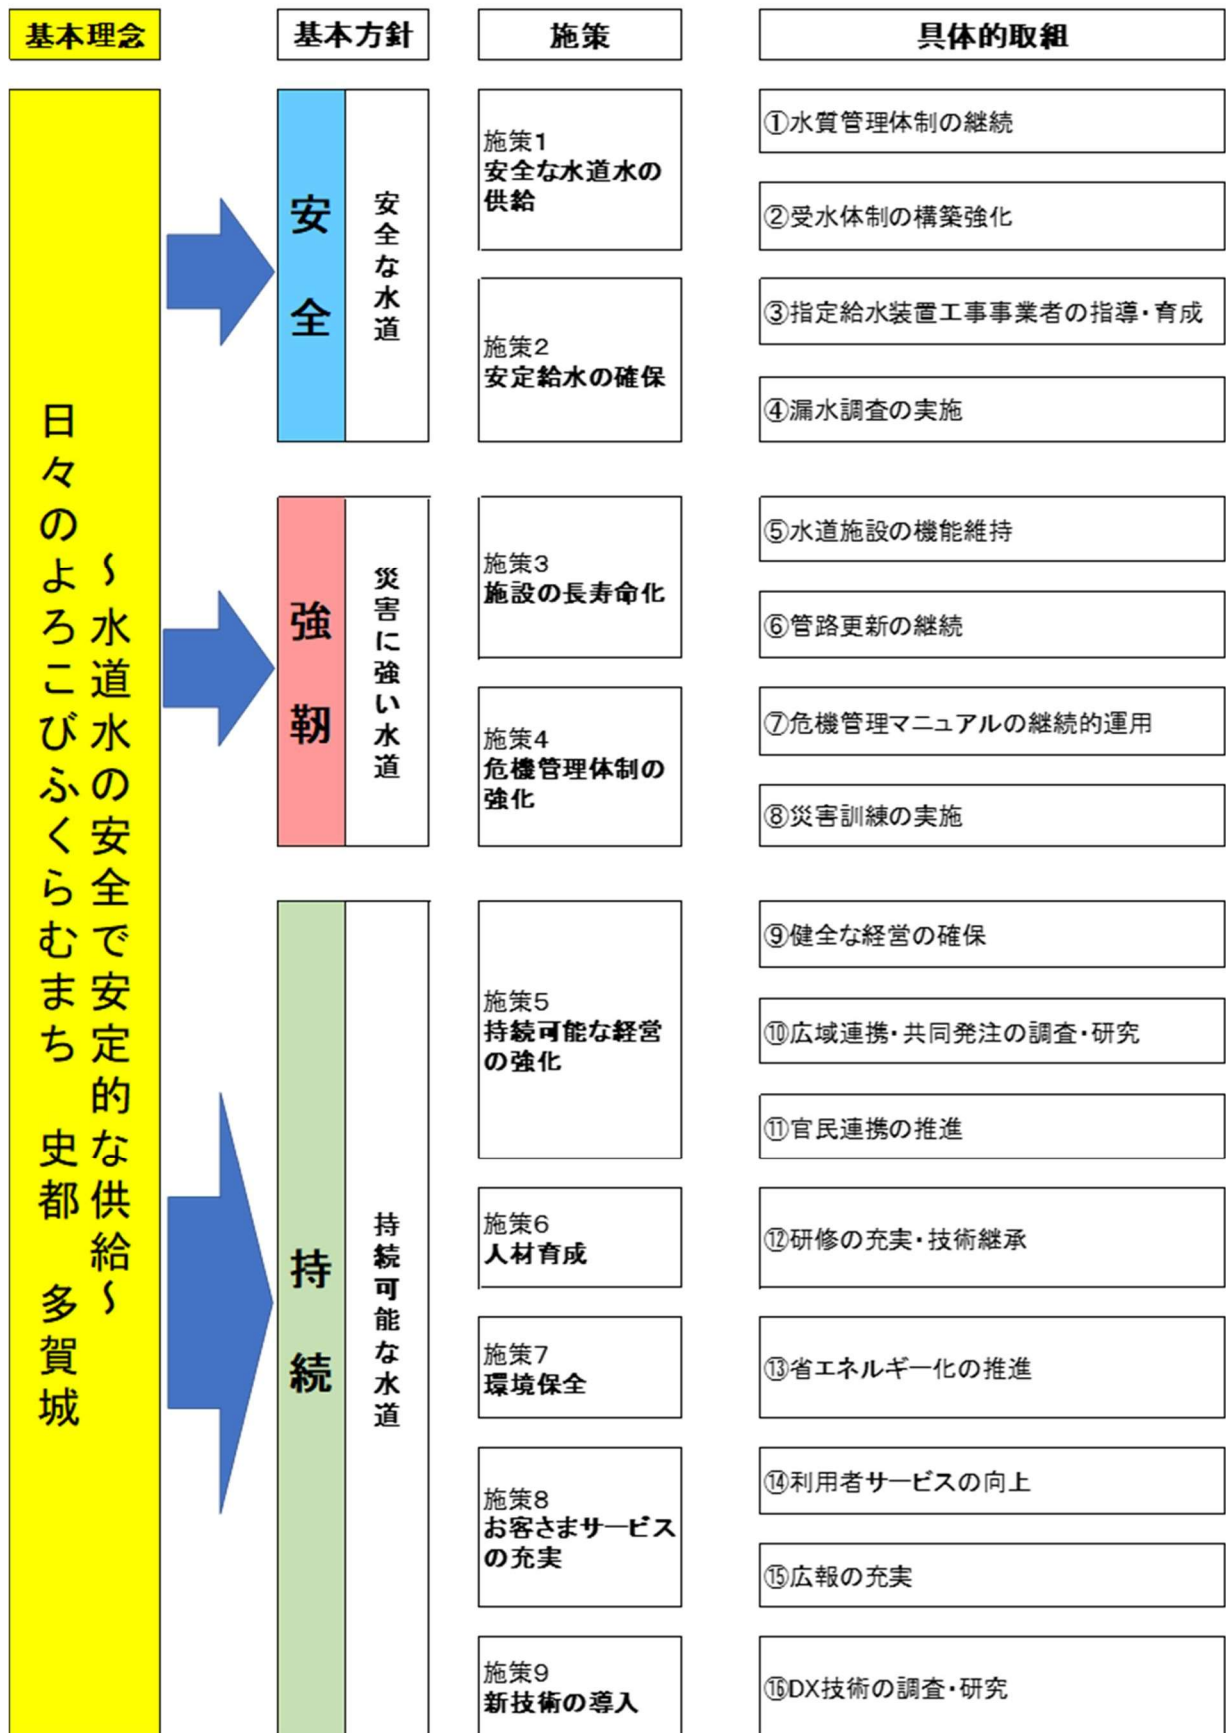 基本理念
基本方針
施策
具体的取組
日々のよろこびふくらむまち 史都 多賀城
～水道水の安全で安定的な供給～
安全
安全な水道
施策1
安全な水道水の
供給
①水質管理体制の継続
②受水体制の構築強化
施策2
安定給水の確保
③指定給水装置工事事業者の指導・育成
④漏水調査の実施
強靭
災害に強い水道
施策3
施設の長寿命化
⑤水道施設の機能維持
⑥管路更新の継続
施策4
危機管理体制の
強化
⑦危機管理マニュアルの継続的運用
⑧災害訓練の実施
持続
持続可能な水道
施策5
持続可能な経営
の強化
⑨健全な経営の確保
⑩広域連携・共同発注の調査・研究
⑪官民連携の推進
施策6
人材育成
⑫研修の充実・技術継承
施策7
環境保全
⑬省エネルギー化の推進
施策8
お客さまサービス
の充実
⑭利用者サービスの向上
⑮広報の充実
施策9
新技術の導入
⑯DX技術の調査・研究